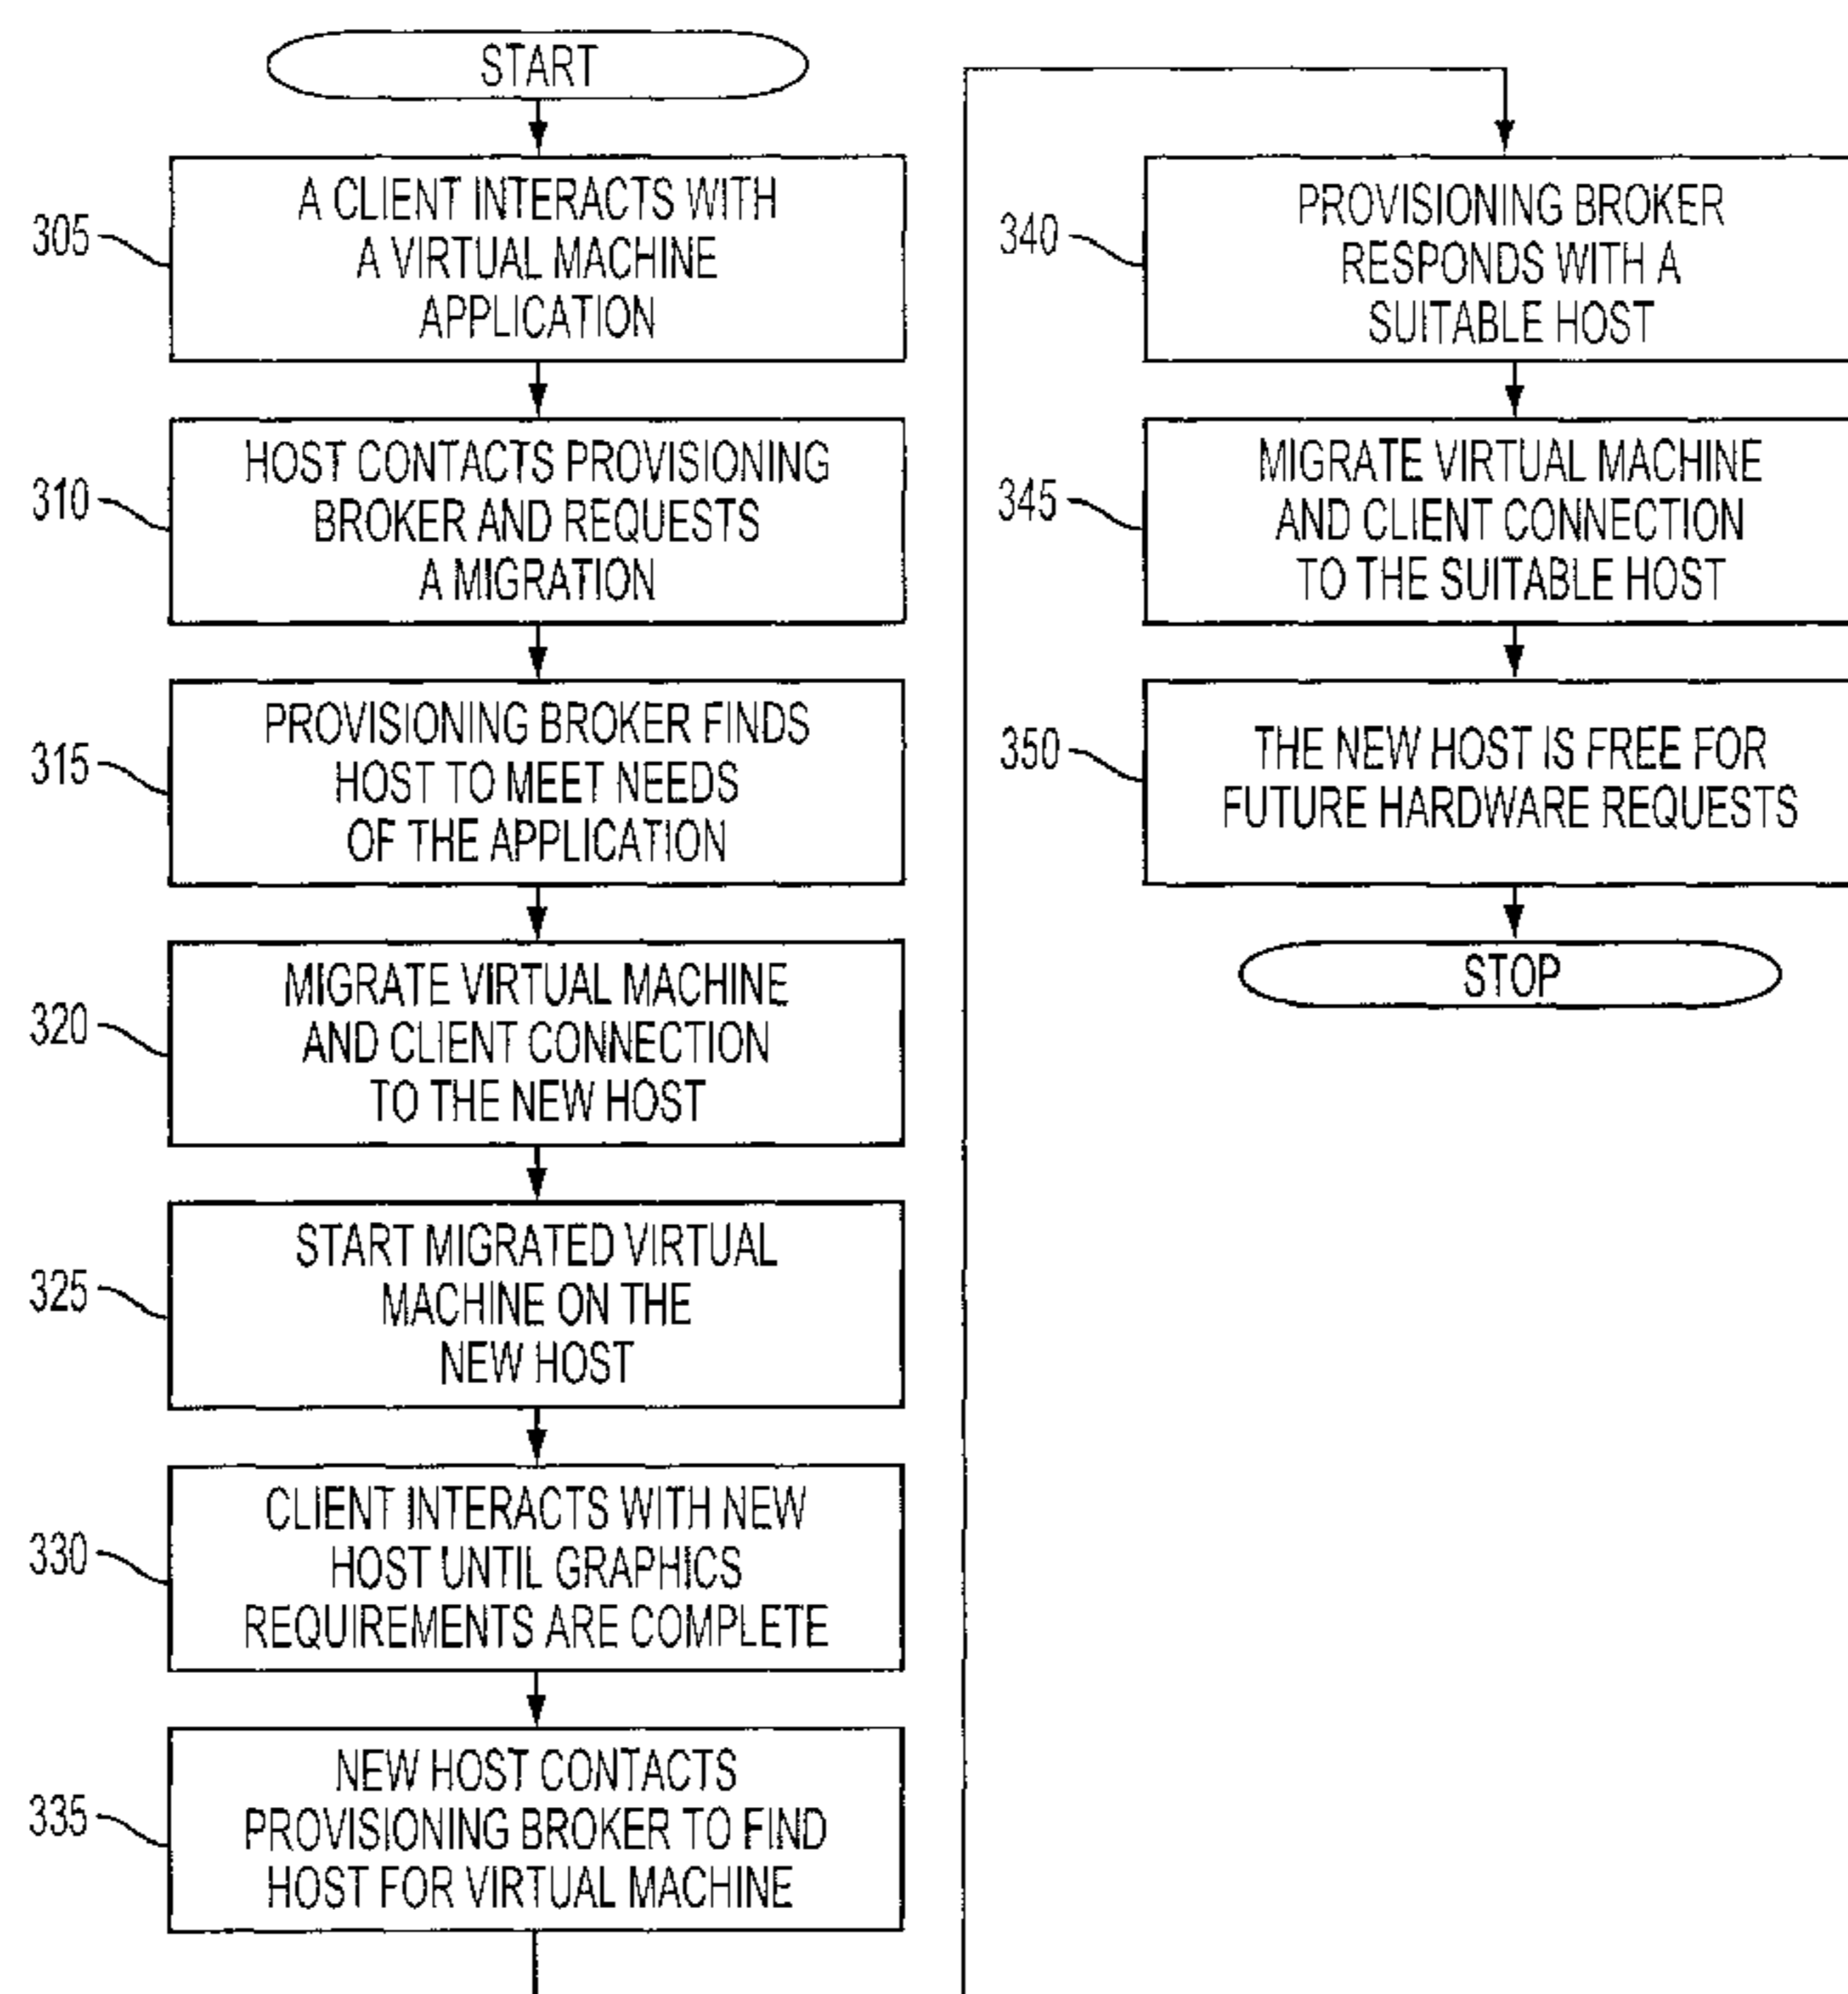 START
305
A CLIENT INTERACTS WITH
A VIRTUAL MACHINE
APPLICATION
310
HOST CONTACTS PROVISIONING
BROKER AND REQUESTS
A MIGRATION
315
PROVISIONING BROKER FINDS
HOST TO MEET NEEDS
OF THE APPLICATION
320
MIGRATE VIRTUAL MACHINE
AND CLIENT CONNECTION
TO THE NEW HOST
325
START MIGRATED VIRTUAL
MACHINE ON THE
NEW HOST
330
CLIENT INTERACTS WITH NEW
HOST UNTIL GRAPHICS
REQUIREMENTS ARE COMPLETE
335
NEW HOST CONTACTS
PROVISIONING BROKER TO FIND
HOST FOR VIRTUAL MACHINE
340
PROVISIONING BROKER
RESPONDS WITH A
SUITABLE HOST
345
MIGRATE VIRTUAL MACHINE
AND CLIENT CONNECTION
TO THE SUITABLE HOST
350
THE NEW HOST IS FREE FOR
FUTURE HARDWARE REQUESTS
STOP